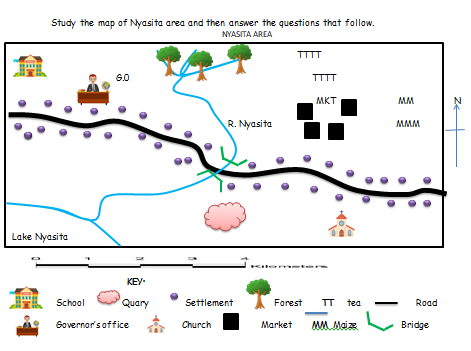 Study the map of Nyasita area and then answer the questions that follow.
NYASITA AREA
TTTT
G.O
TTTT
MKT
MM
N
R. Nyasita
MMM
Lake Nyasita
0 1 2 3 4
Kilometers
KEY
School Quary Settlement Forest TT tea Road
Governor's office Church Market MM Maize Bridge